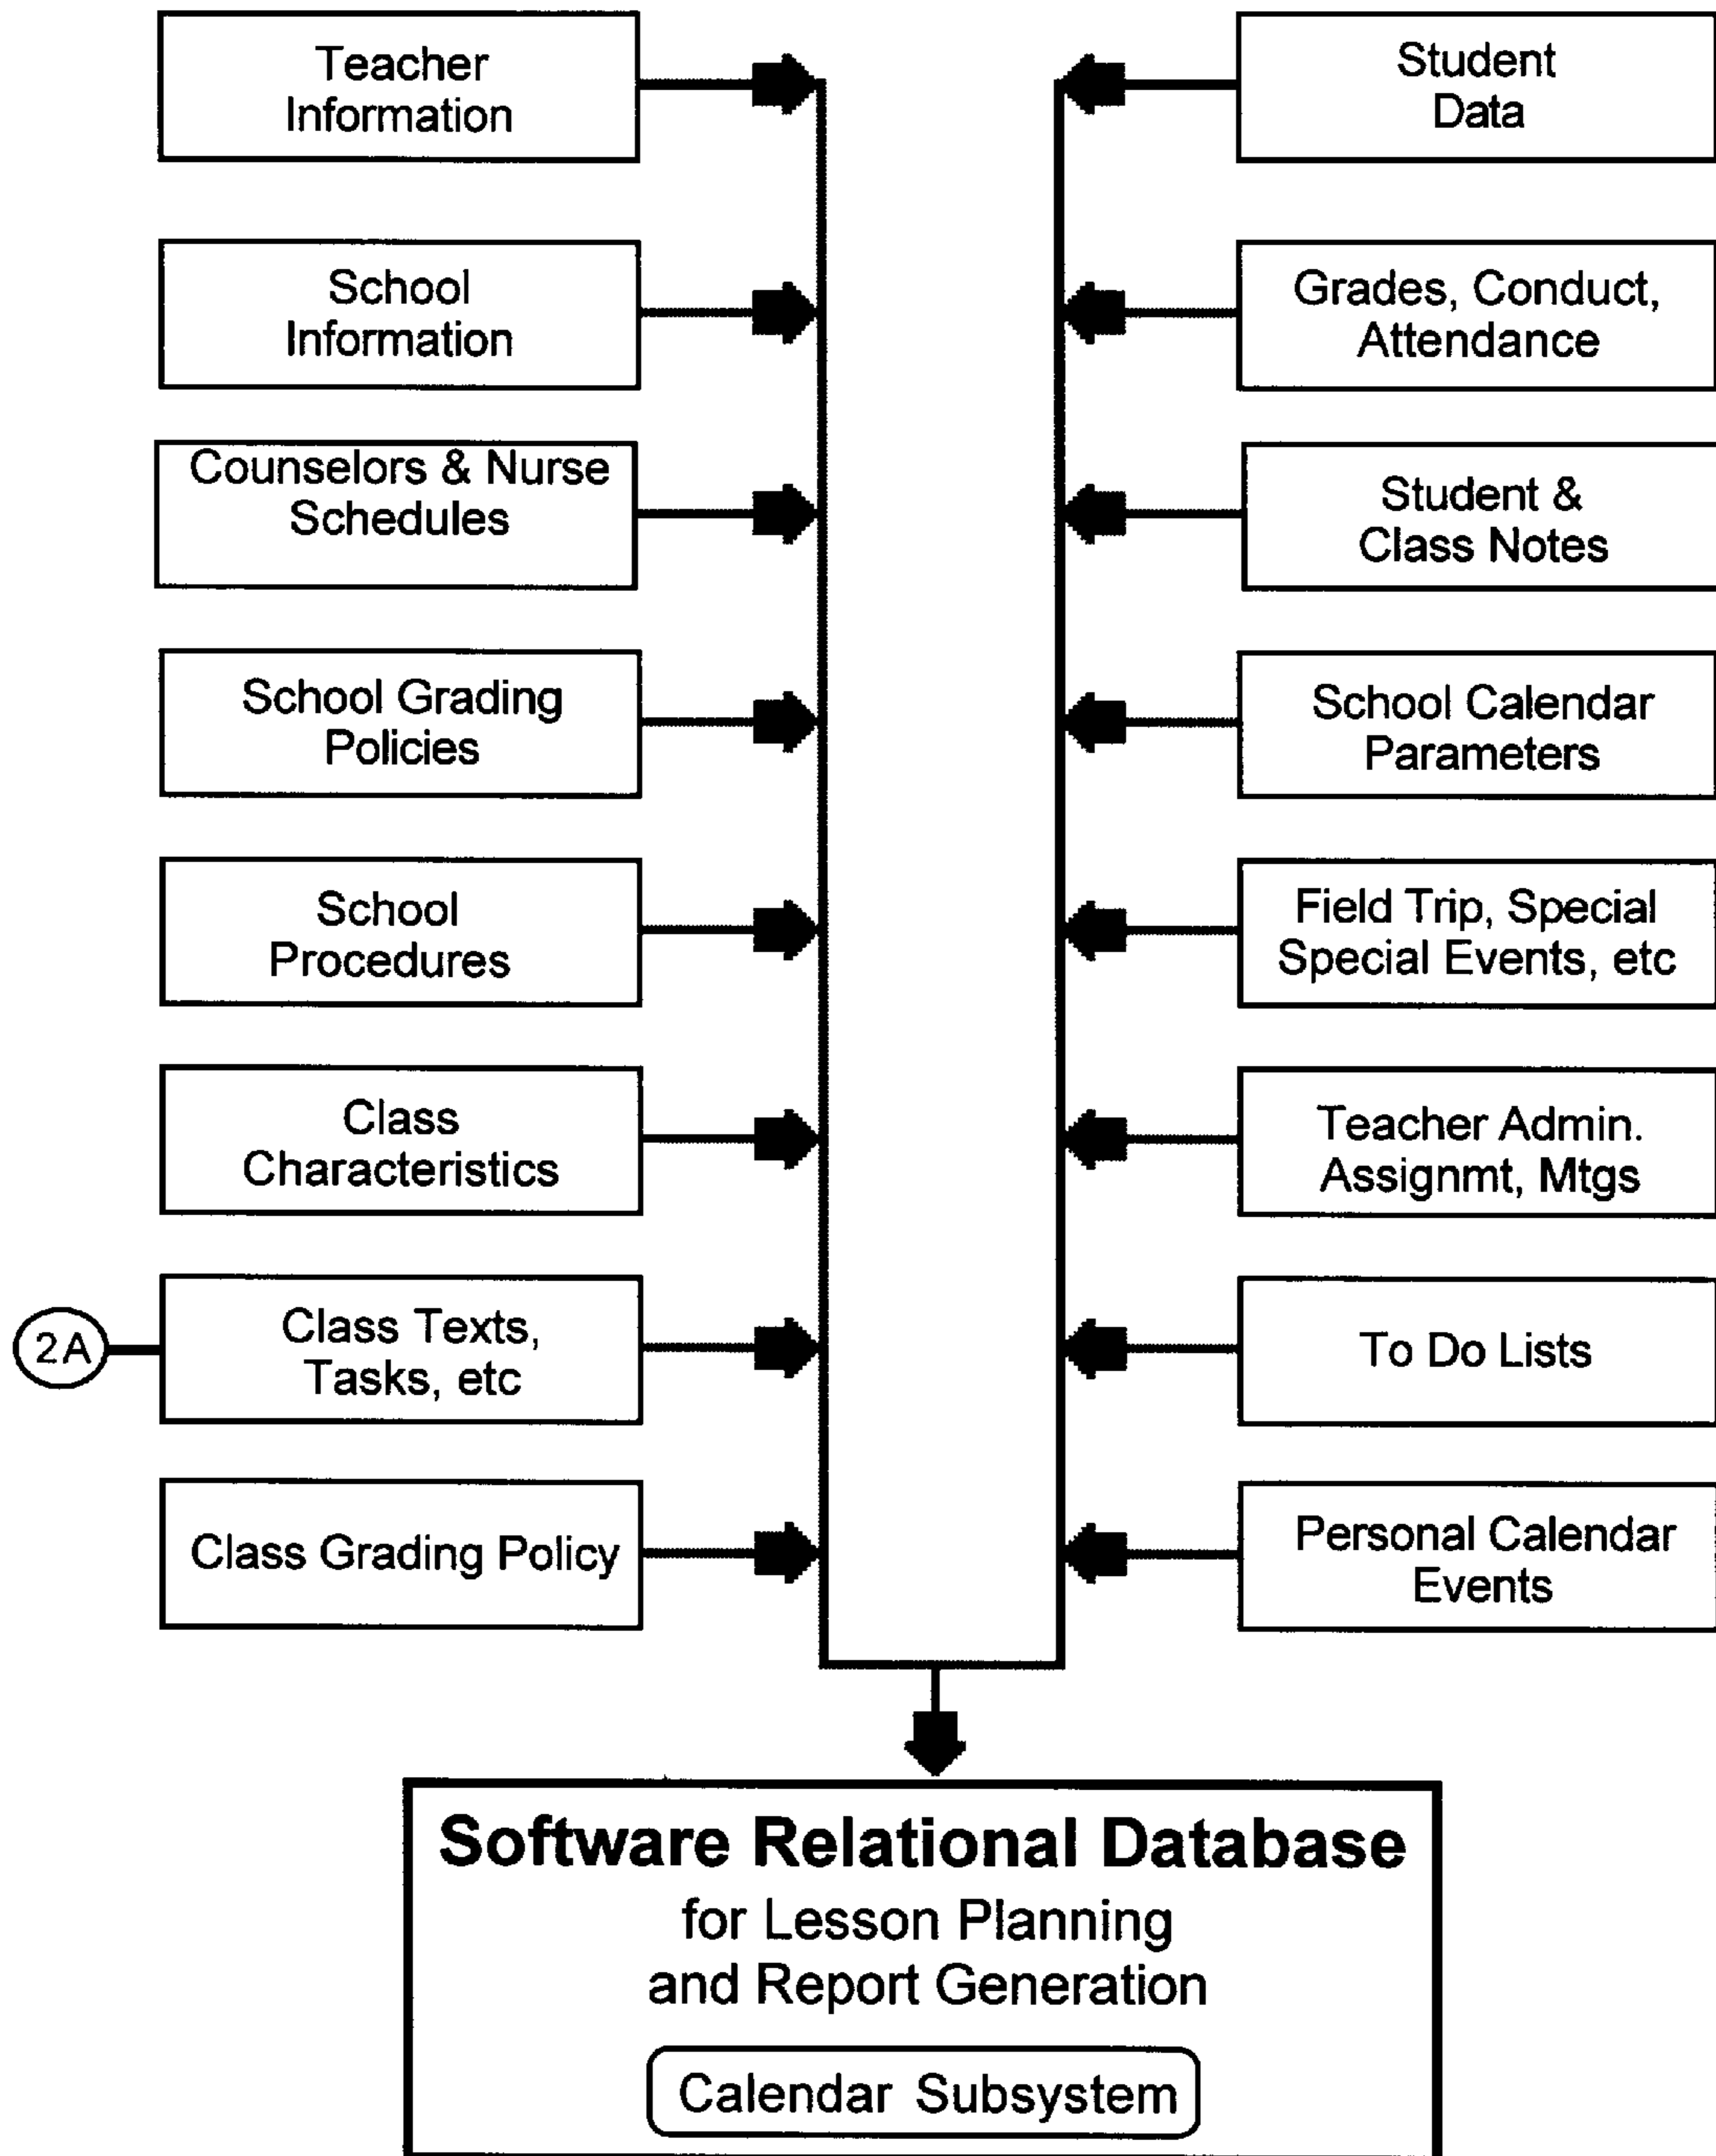 Teacher
Information
Student
Data
School
Information
Grades, Conduct,
Attendance
Counselors & Nurse
Schedules
Student &
Class Notes
School Grading
Policies
School Calendar
Parameters
School
Procedures
Field Trip, Special
Special Events, etc
Class
Characteristics
Teacher Admin.
Assignmt, Mtgs
2A
Class Texts,
Tasks, etc
To Do Lists
Class Grading Policy
Personal Calendar
Events
Software Relational Database
for Lesson Planning
and Report Generation
Calendar Subsystem